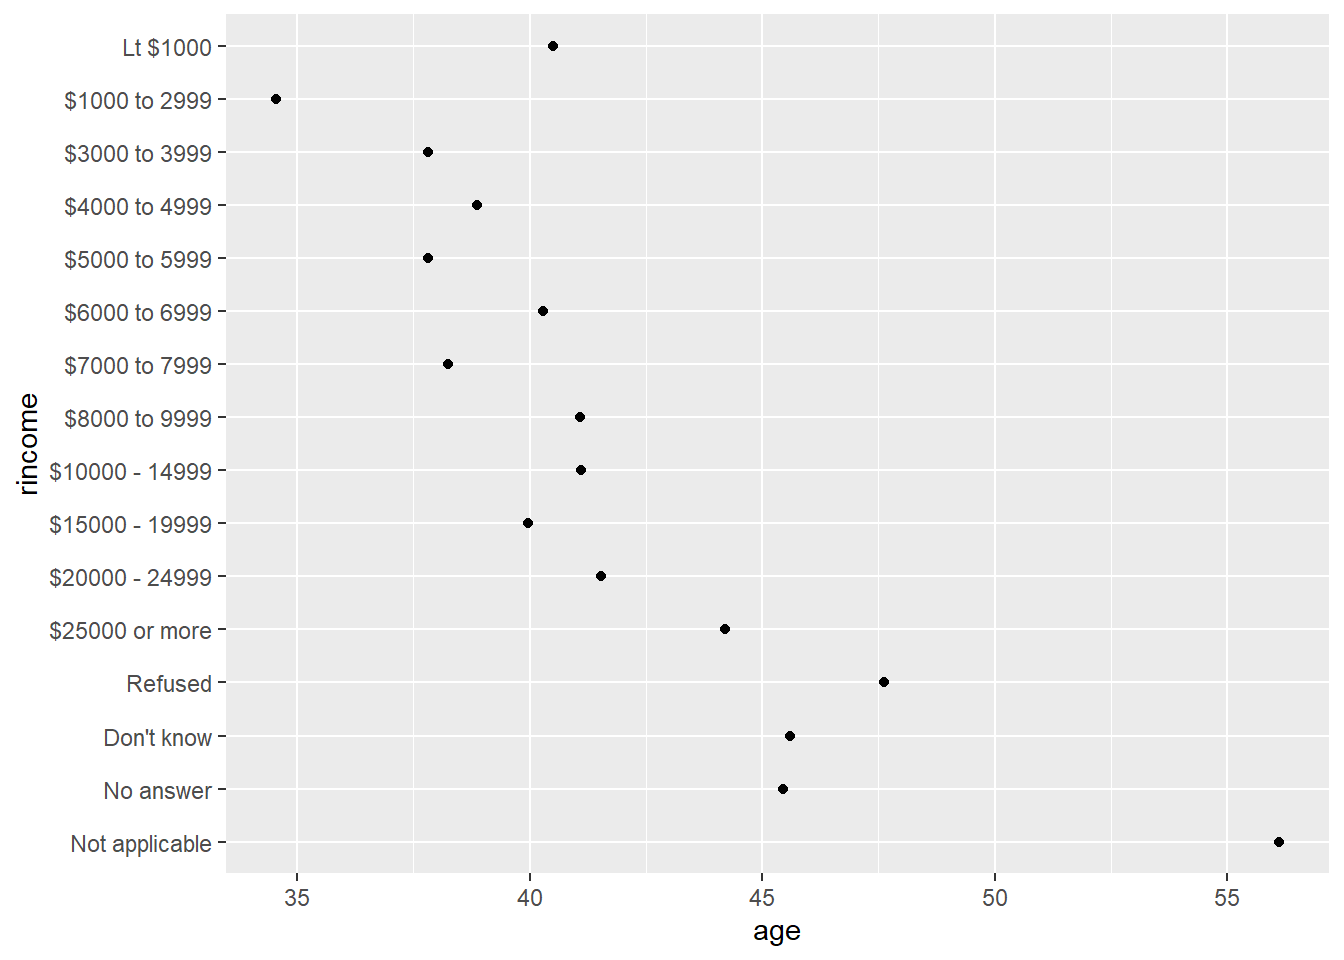 Lt $1000
$1000 to 2999
$3000 to 3999
$4000 to 4999
$5000 to 5999
$6000 to 6999
$7000 to 7999
$8000 to 9999
$10000 - 14999
$15000 - 19999
$20000 - 24999
$25000 or more
Refused
Don't know
No answer
Not applicable
rincome
35 40 45 50 55
age